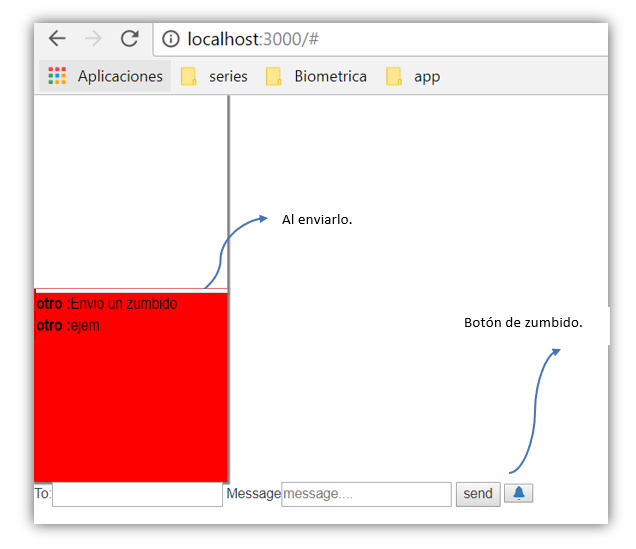 localhost:3000/#
Aplicaciones series Biometrica app
Al enviarlo.
otro :Envio un zumbido
otro :ejem
Botón de zumbido.
To: Message message.... send